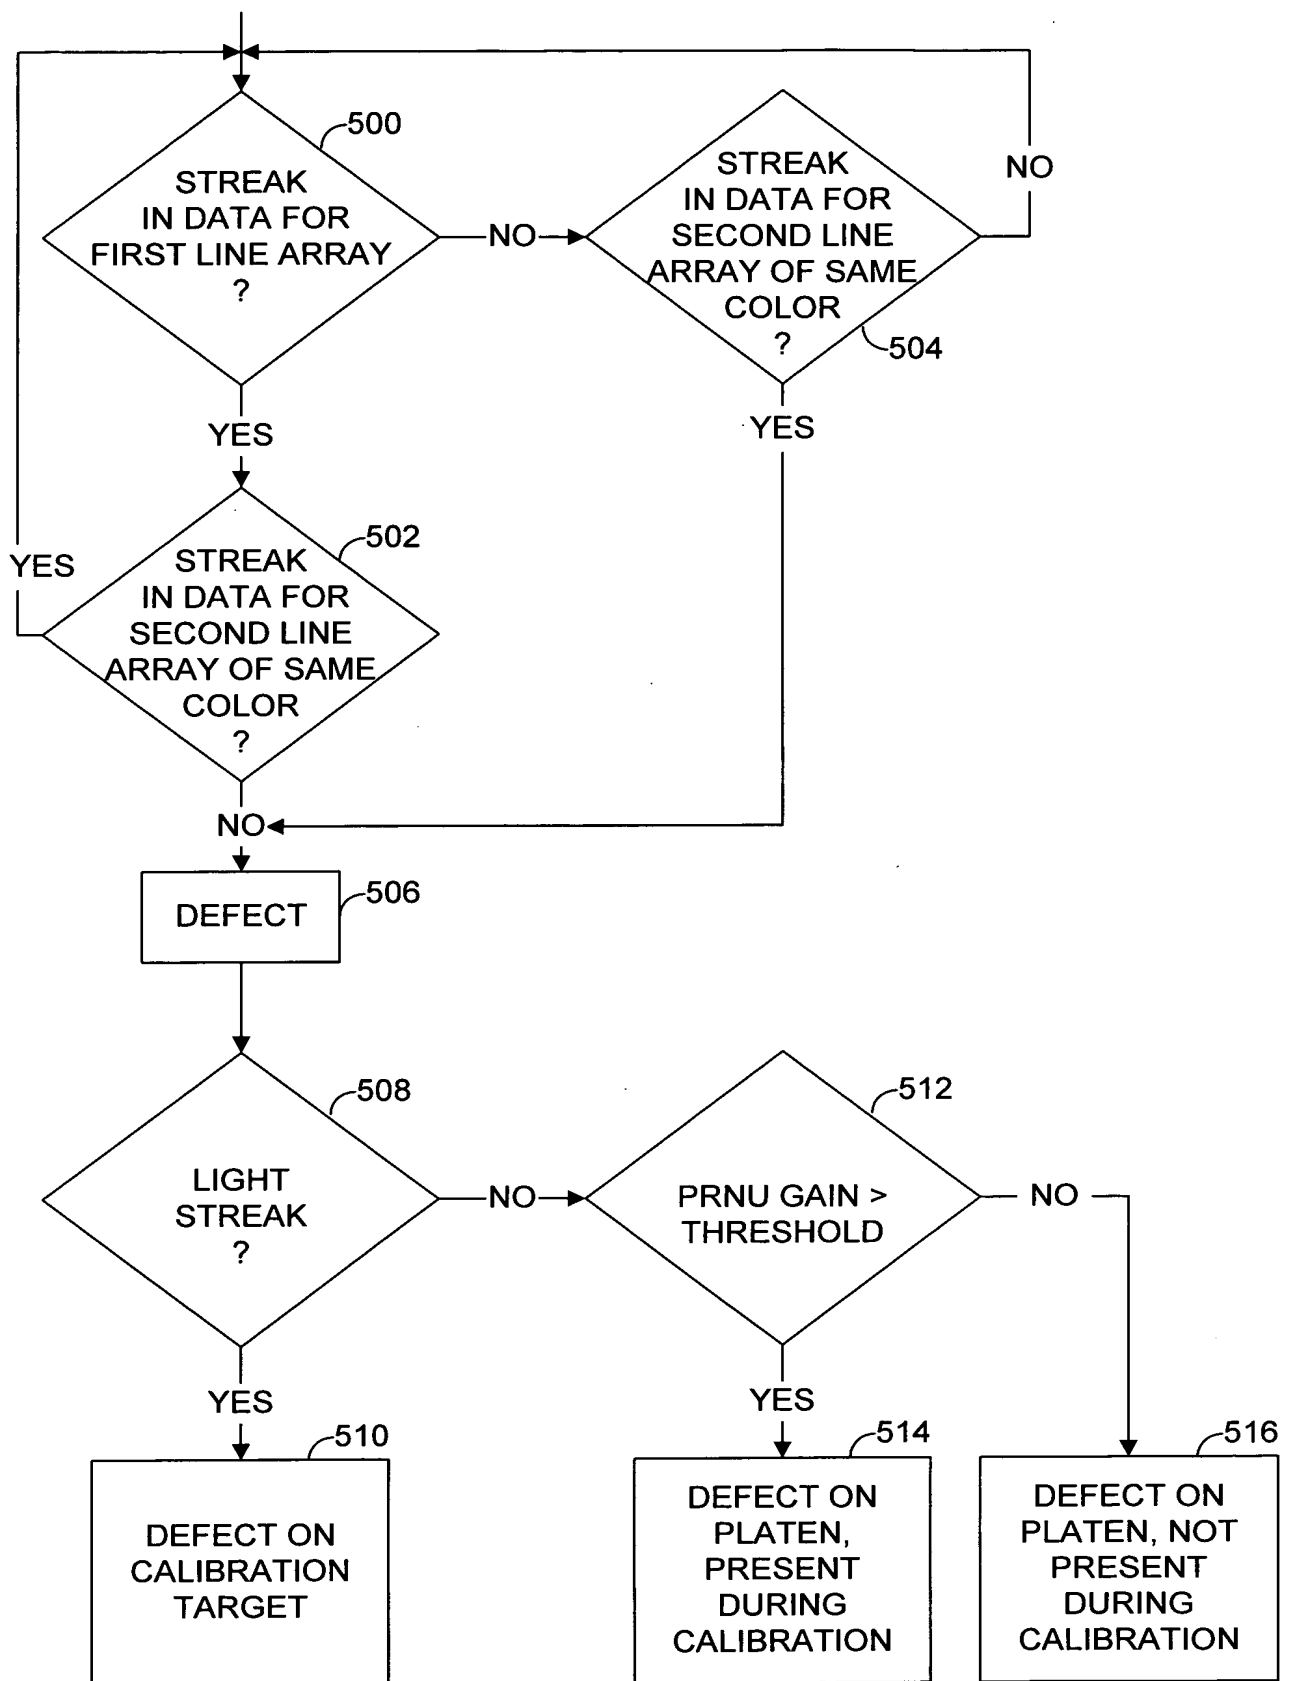 500
STREAK
IN DATA FOR
FIRST LINE ARRAY
?
NO
STREAK
IN DATA FOR
SECOND LINE
ARRAY OF SAME
COLOR
?
504
NO
YES
YES
YES
502
STREAK
IN DATA FOR
SECOND LINE
ARRAY OF SAME
COLOR
?
NO
506
DEFECT
508
LIGHT
STREAK
?
NO
512
PRNU GAIN >
THRESHOLD
NO
YES
YES
510
DEFECT ON
CALIBRATION
TARGET
514
DEFECT ON
PLATEN,
PRESENT
DURING
CALIBRATION
516
DEFECT ON
PLATEN, NOT
PRESENT
DURING
CALIBRATION